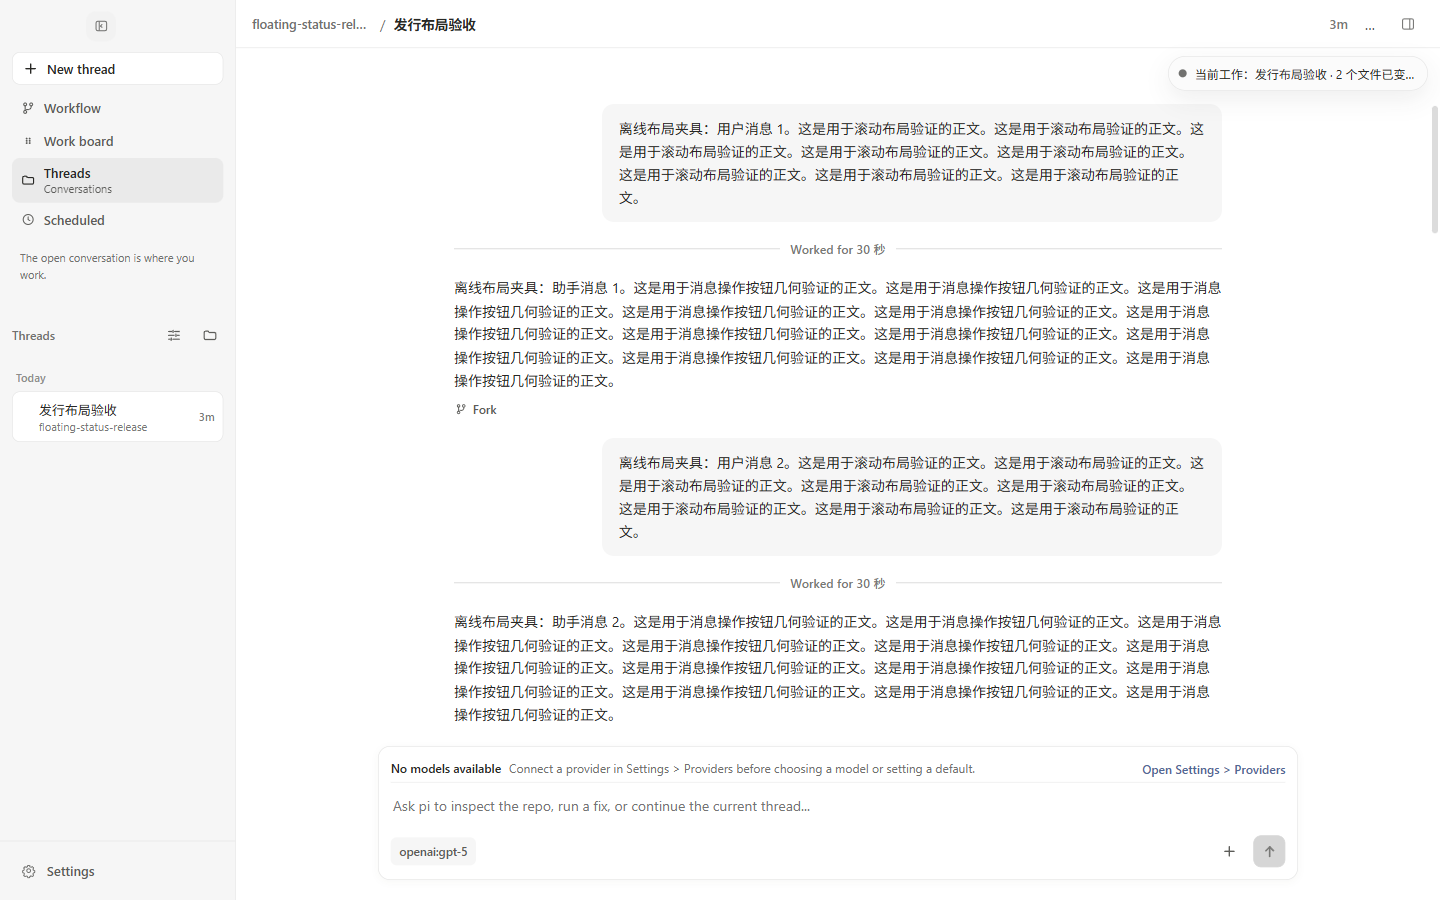 floating-status-rel... / 发行布局验收
3m ...
New thread
Workflow
Work board
Threads
Conversations
Scheduled
The open conversation is where you
work.
Threads
Today
发行布局验收
floating-status-release
3m
Settings
当前工作：发行布局验收 · 2 个文件已变...
离线布局夹具：用户消息 1。这是用于滚动布局验证的正文。这是用于滚动布局验证的正文。这
是用于滚动布局验证的正文。这是用于滚动布局验证的正文。这是用于滚动布局验证的正文。
这是用于滚动布局验证的正文。这是用于滚动布局验证的正文。这是用于滚动布局验证的正
文。
Worked for 30 秒
离线布局夹具：助手消息 1。这是用于消息操作按钮几何验证的正文。这是用于消息操作按钮几何验证的正文。这是用于消息
操作按钮几何验证的正文。这是用于消息操作按钮几何验证的正文。这是用于消息操作按钮几何验证的正文。这是用于消息
操作按钮几何验证的正文。这是用于消息操作按钮几何验证的正文。这是用于消息操作按钮几何验证的正文。这是用于消息
操作按钮几何验证的正文。这是用于消息操作按钮几何验证的正文。这是用于消息操作按钮几何验证的正文。这是用于消息
操作按钮几何验证的正文。
Fork
离线布局夹具：用户消息 2。这是用于滚动布局验证的正文。这是用于滚动布局验证的正文。这
是用于滚动布局验证的正文。这是用于滚动布局验证的正文。这是用于滚动布局验证的正文。
这是用于滚动布局验证的正文。这是用于滚动布局验证的正文。这是用于滚动布局验证的正
文。
Worked for 30 秒
离线布局夹具：助手消息 2。这是用于消息操作按钮几何验证的正文。这是用于消息操作按钮几何验证的正文。这是用于消息
操作按钮几何验证的正文。这是用于消息操作按钮几何验证的正文。这是用于消息操作按钮几何验证的正文。这是用于消息
操作按钮几何验证的正文。这是用于消息操作按钮几何验证的正文。这是用于消息操作按钮几何验证的正文。这是用于消息
操作按钮几何验证的正文。这是用于消息操作按钮几何验证的正文。这是用于消息操作按钮几何验证的正文。这是用于消息
操作按钮几何验证的正文。
No models available Connect a provider in Settings > Providers before choosing a model or setting a default.
Open Settings > Providers
Ask pi to inspect the repo, run a fix, or continue the current thread...
openai:gpt-5